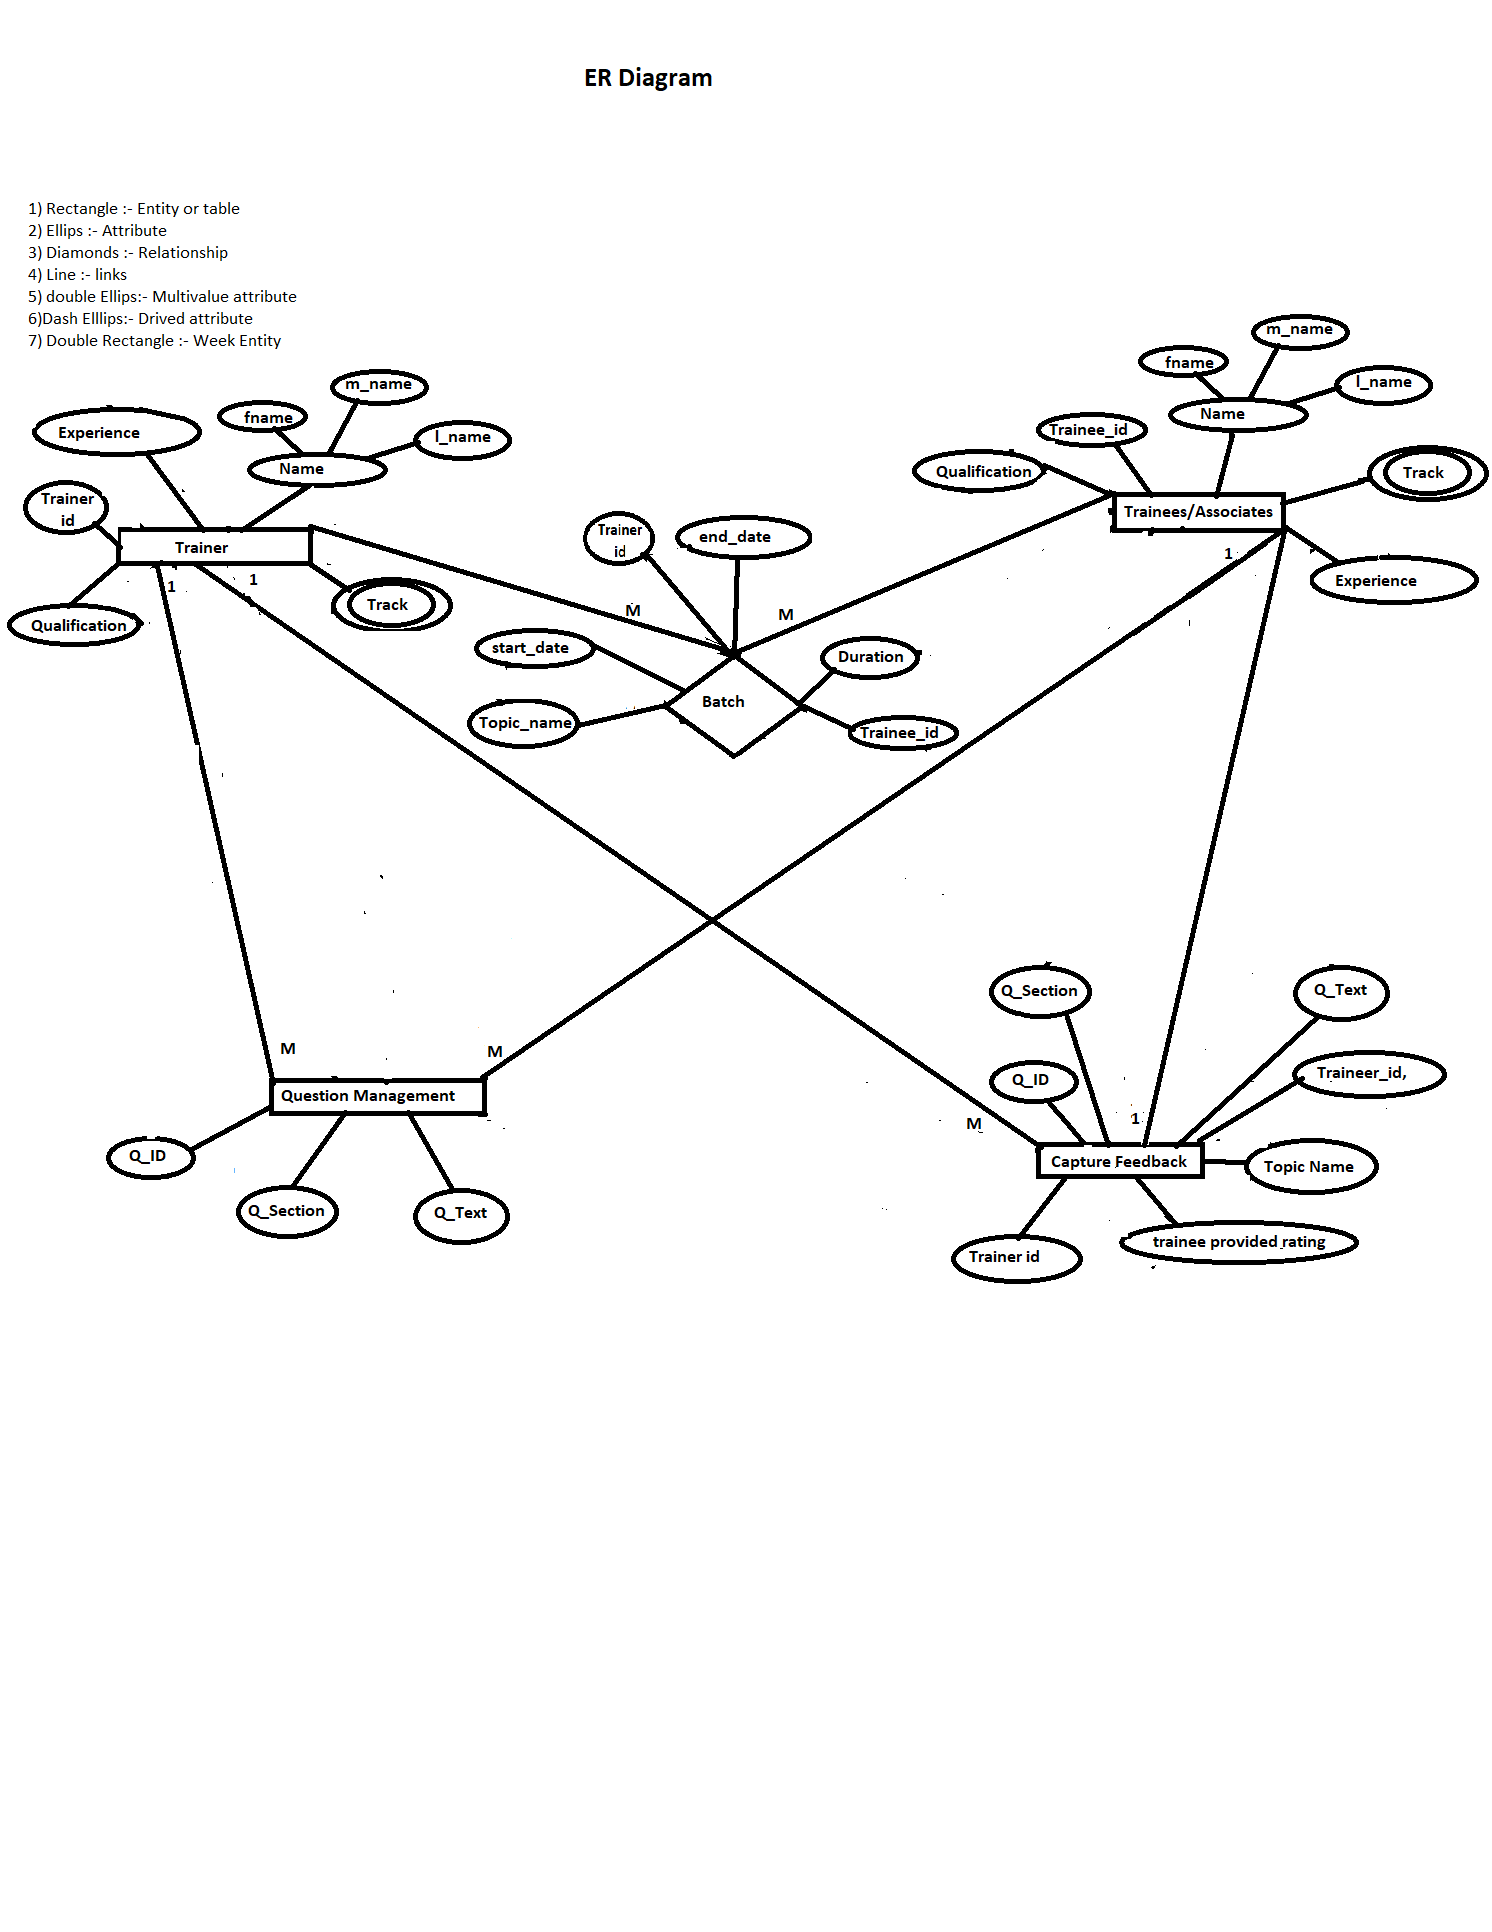 ER Diagram
1) Rectangle :- Entity or table
2) Ellips :- Attribute
3) Diamonds :- Relationship
4) Line :- links
5) double Ellips:- Multivalue attribute
6)Dash Elllips:- Drived attribute
7) Double Rectangle :- Week Entity
m_name
fname
l_name
Experience
Name
Trainer
id
Trainer
1
1
Qualification
Track
m_name
fname
l_name
Name
Trainee_id
Qualification
Track
Trainees/Associates
1
Experience
Trainer
id
end_date
M
M
start_date
Duration
Batch
Topic_name
Trainee_id
M
M
Question Management
Q_ID
Q_Section
Q_Text
Q_Section
Q_Text
Q_ID
Traineer_id,
M
1
Capture Feedback
Topic Name
Trainer id
trainee provided rating